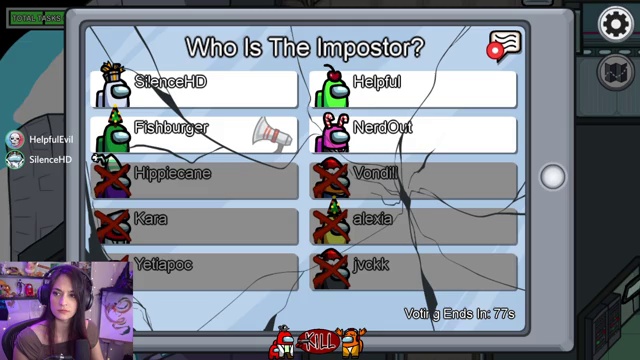 TOTAL TASKS
Who Is The Impostor?
SilenceHD
Helpful
Fishburger
NerdOut
HelpfulEvil
SilenceHD
Hippiecane
Vondili
Kara
alexia
Yetiapoc
jvckk
Voting Ends In: 77s
KILL